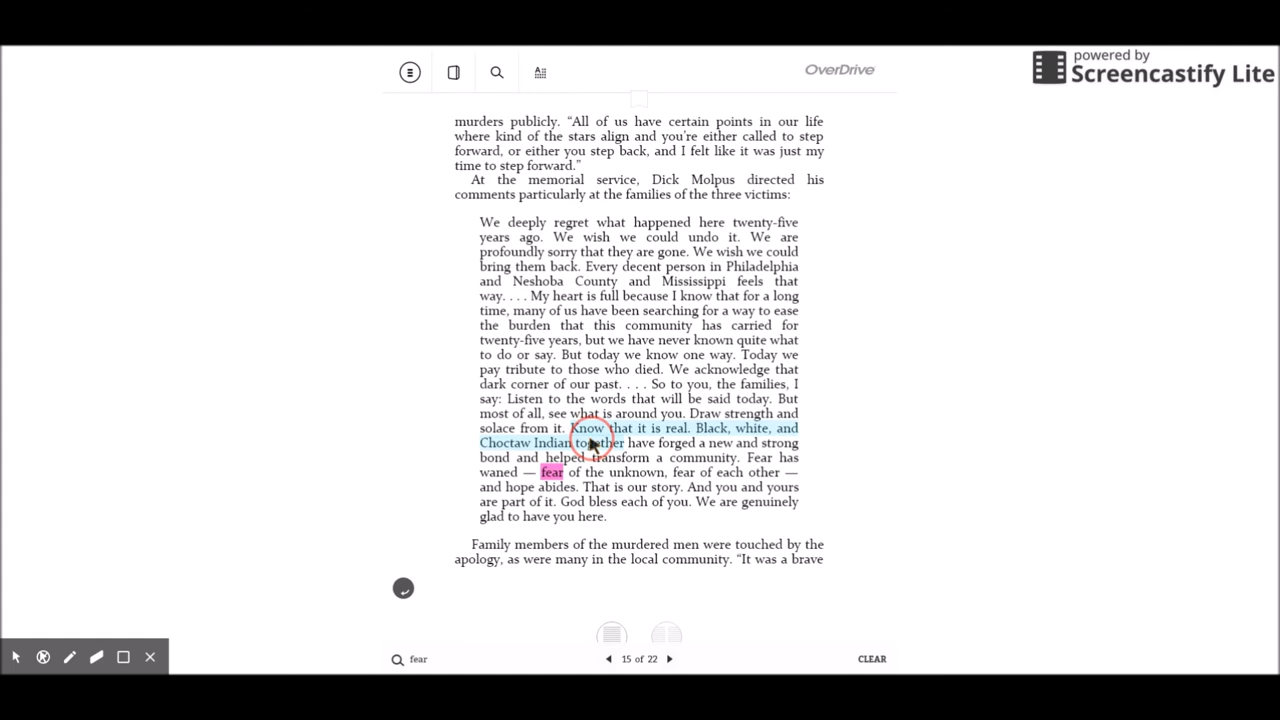 powered by
Screencastify Lite
OverDrive
murders publicly. “All of us have certain points in our life
where kind of the stars align and you’re either called to step
forward, or either you step back, and I felt like it was just my
time to step forward.”
At the memorial service, Dick Molpus directed his
comments particularly at the families of the three victims:
We deeply regret what happened here twenty-five
years ago. We wish we could undo it. We are
profoundly sorry that they are gone. We wish we could
bring them back. Every decent person in Philadelphia
and Neshoba County and Mississippi feels that
way. . . . My heart is full because I know that for a long
time, many of us have been searching for a way to ease
the burden that this community has carried for
twenty-five years, but we have never known quite what
to do or say. But today we know one way. Today we
pay tribute to those who died. We acknowledge that
dark corner of our past. . . . So to you, the families, I
say: Listen to the words that will be said today. But
most of all, see what is around you. Draw strength and
solace from it. Know that it is real. Black, white, and
Choctaw Indian together have forged a new and strong
bond and helped transform a community. Fear has
waned — fear of the unknown, fear of each other —
and hope abides. That is our story. And you and yours
are part of it. God bless each of you. We are genuinely
glad to have you here.
Family members of the murdered men were touched by the
apology, as were many in the local community. “It was a brave
fear
15 of 22
CLEAR